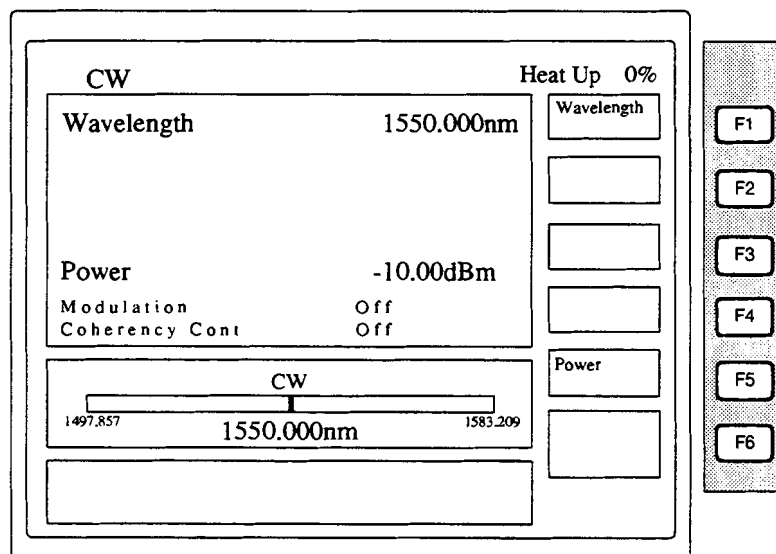 CW
Heat Up 0%
Wavelength 1550.000nm
Wavelength
F1
F2
F3
Power -10.00dBm
Modulation Off
F4
Coherency Cont Off
Power
F5
CW
1497.857 1583.209
1550.000nm
F6